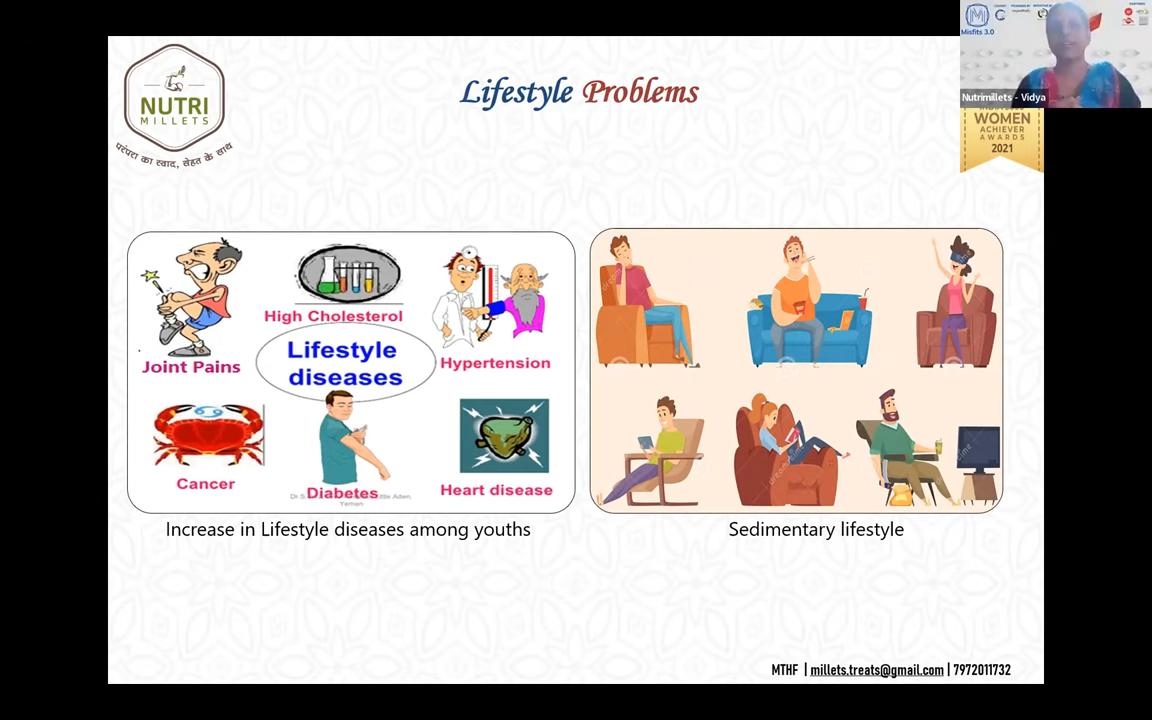 Misfits 3.0
Nutrimillets - Vidya
NUTRI
MILLETS
परंपरा का स्वाद, सेहत के साथ
Lifestyle Problems
WOMEN
ACHIEVER
AWARDS
2021
High Cholesterol
Joint Pains
Lifestyle
diseases
Hypertension
Cancer
Diabetes
Yemen
Heart disease
Increase in Lifestyle diseases among youths
Sedimentary lifestyle
MTHF | millets.treats@gmail.com | 7972011732